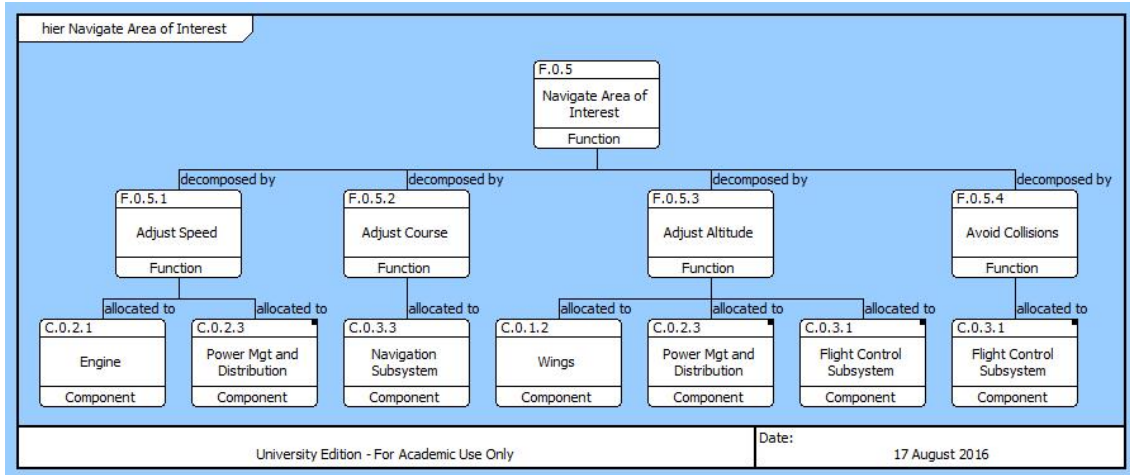 hier Navigate Area of Interest
F.0.5
Navigate Area of
Interest
Function
decomposed by
decomposed by
decomposed by
decomposed by
F.0.5.1
Adjust Speed
Function
F.0.5.2
Adjust Course
Function
F.0.5.3
Adjust Altitude
Function
F.0.5.4
Avoid Collisions
Function
allocated to
allocated to
allocated to
allocated to
allocated to
allocated to
allocated to
C.0.2.1
Engine
Component
C.0.2.3
Power Mgt and
Distribution
Component
C.0.3.3
Navigation
Subsystem
Component
C.0.1.2
Wings
Component
C.0.2.3
Power Mgt and
Distribution
Component
C.0.3.1
Flight Control
Subsystem
Component
C.0.3.1
Flight Control
Subsystem
Component
University Edition - For Academic Use Only
Date:
17 August 2016